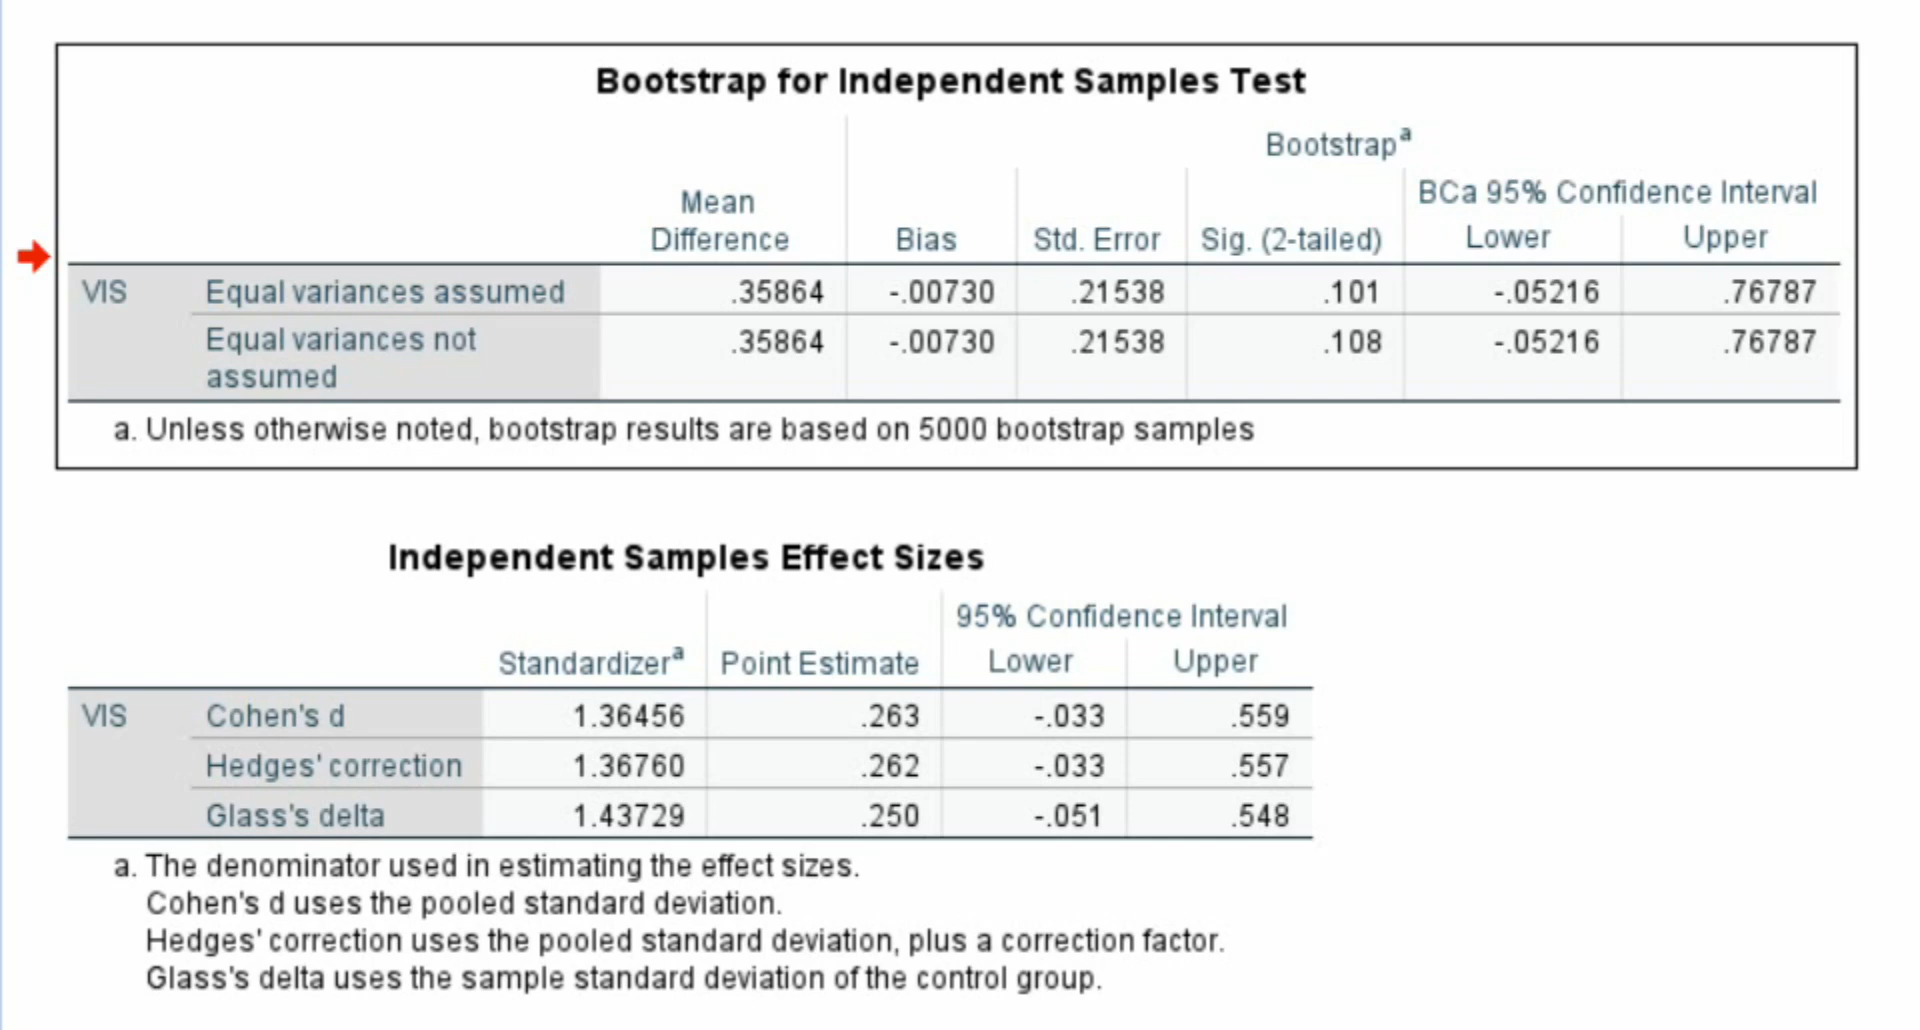 Bootstrap for Independent Samples Test
Bootstrap a
Mean Difference Bias Std. Error Sig. (2-tailed) BCa 95% Confidence Interval Lower Upper
VIS Equal variances assumed .35864 -.00730 .21538 .101 -.05216 .76787
Equal variances not assumed .35864 -.00730 .21538 .108 -.05216 .76787
a. Unless otherwise noted, bootstrap results are based on 5000 bootstrap samples
Independent Samples Effect Sizes
Standardizer a Point Estimate 95% Confidence Interval Lower Upper
VIS Cohen's d 1.36456 .263 -.033 .559
Hedges' correction 1.36760 .262 -.033 .557
Glass's delta 1.43729 .250 -.051 .548
a. The denominator used in estimating the effect sizes.
Cohen's d uses the pooled standard deviation.
Hedges' correction uses the pooled standard deviation, plus a correction factor.
Glass's delta uses the sample standard deviation of the control group.